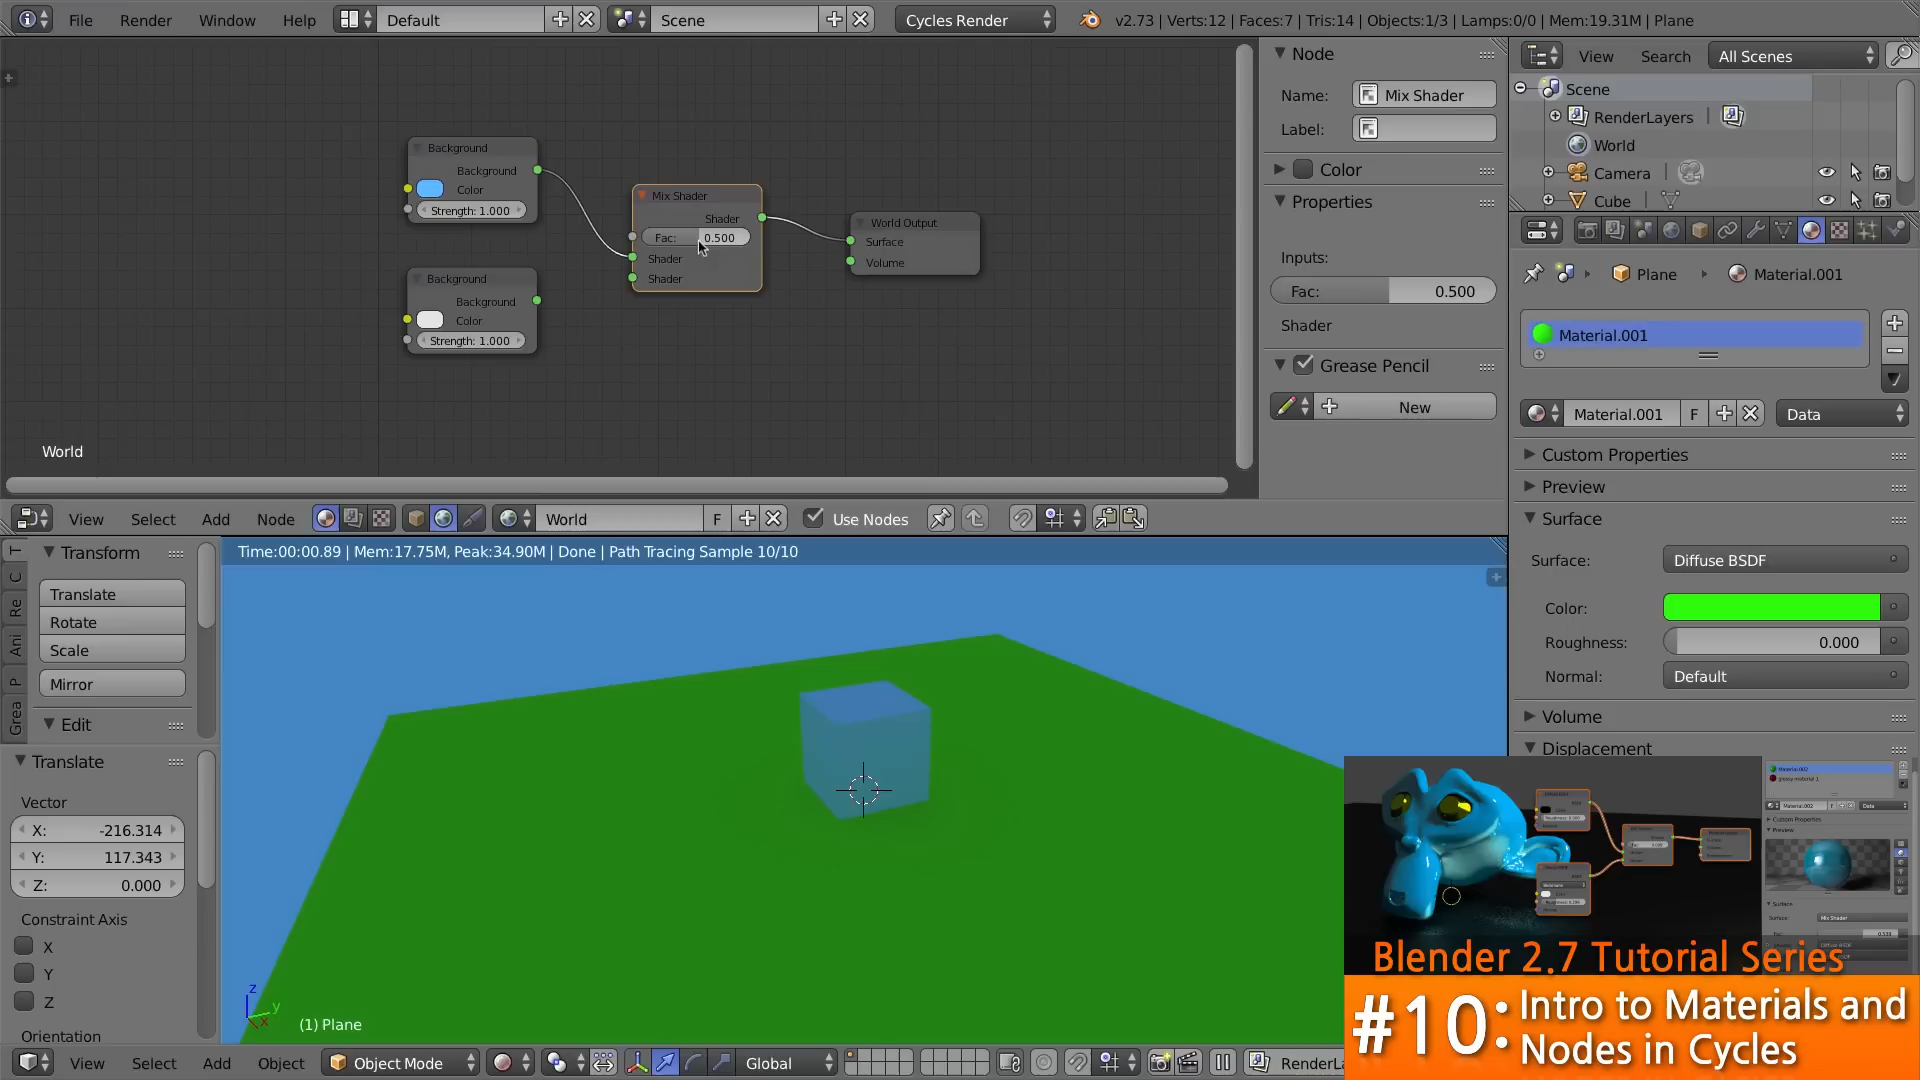 File Render Window Help Default Scene Cycles Render v2.73 | Verts:12 | Faces:7 | Tris:14 | Objects:1/3 | Lamps:0/0 | Mem:19.31M | Plane
Background
Background
Color
Strength: 1.000
Background
Background
Color
Strength: 1.000
Mix Shader
Shader
Fac: 0.500
Shader
Shader
World Output
Surface
Volume
World
Node
Name: Mix Shader
Label:
Color
Properties
Inputs:
Fac: 0.500
Shader
Grease Pencil
New
View Search All Scenes
Scene
RenderLayers
World
Camera
Cube
Plane Material.001
Material.001
Material.001 F Data
Custom Properties
Preview
Surface
Surface: Diffuse BSDF
Color:
Roughness: 0.000
Normal: Default
Volume
Displacement
View Select Add Node World F Use Nodes
T
C
Re
Ani
P
Grea
Transform
Translate
Rotate
Scale
Mirror
Edit
Translate
Vector
X: -216.314
Y: 117.343
Z: 0.000
Constraint Axis
X
Y
Z
Orientation
Time:00:00.89 | Mem:17.75M, Peak:34.90M | Done | Path Tracing Sample 10/10
z
y
x
(1) Plane
View Select Add Object Object Mode Global RenderLa
Blender 2.7 Tutorial Series
#10: Intro to Materials and
Nodes in Cycles